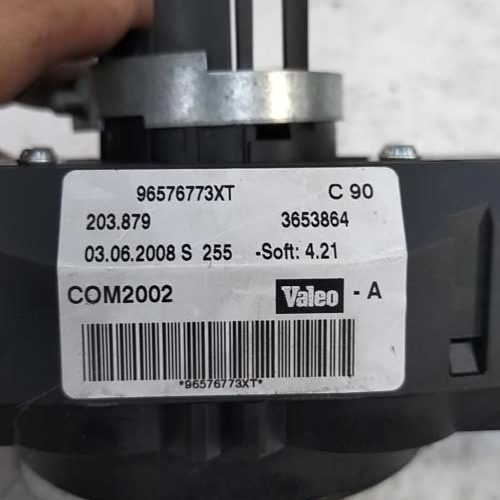 96576773XT C 90
203.879 3653864
03.06.2008 S 255 -Soft: 4.21
COM2002 Valeo - A
*96576773XT*